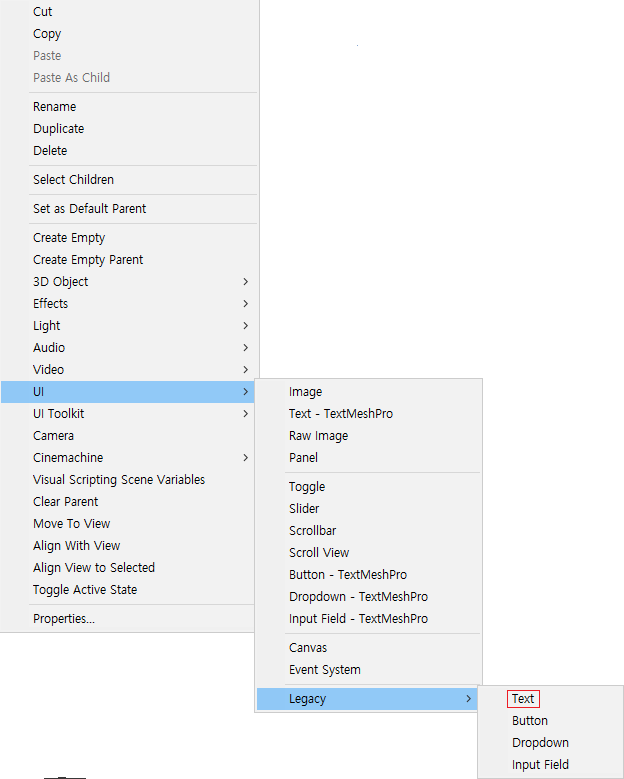 Cut
Copy
Paste
Paste As Child
Rename
Duplicate
Delete
Select Children
Set as Default Parent
Create Empty
Create Empty Parent
3D Object
Effects
Light
Audio
Video
UI
UI Toolkit
Camera
Cinemachine
Visual Scripting Scene Variables
Clear Parent
Move To View
Align With View
Align View to Selected
Toggle Active State
Properties...
Image
Text - TextMeshPro
Raw Image
Panel
Toggle
Slider
Scrollbar
Scroll View
Button - TextMeshPro
Dropdown - TextMeshPro
Input Field - TextMeshPro
Canvas
Event System
Legacy
Text
Button
Dropdown
Input Field